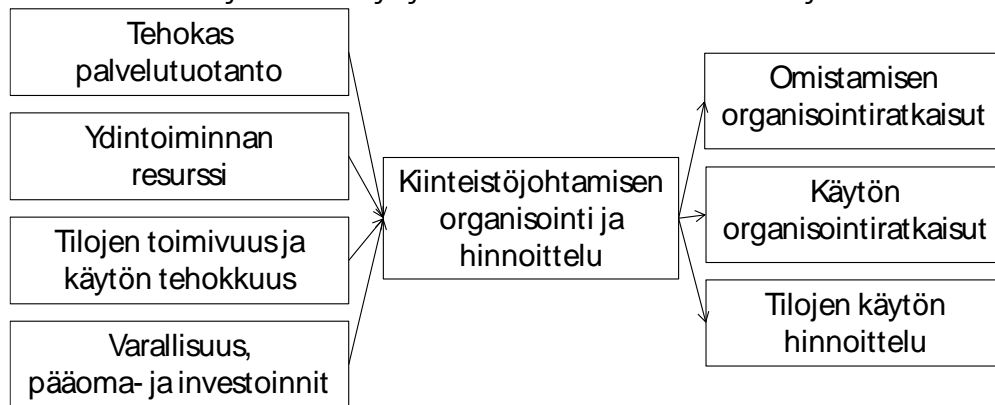 Tehokas
palvelutuotanto
Ydintoiminnan
resurssi
Tilojen toimivuus ja
käytön tehokkuus
Varallisuus,
pääoma- ja investoinnit
Kiinteistöjohtamisen
organisointi ja
hinnoittelu
Omistamisen
organisointiratkaisut
Käytön
organisointiratkaisut
Tilojen käytön
hinnoittelu